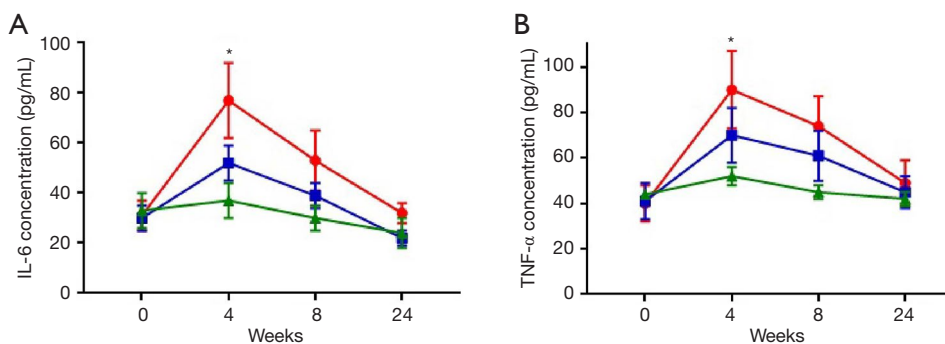 A
IL-6 concentration (pg/mL)
100
80
60
40
20
0
*
0 4 8 24
Weeks
B
TNF-α concentration (pg/mL)
100
80
60
40
20
0
*
0 4 8 24
Weeks